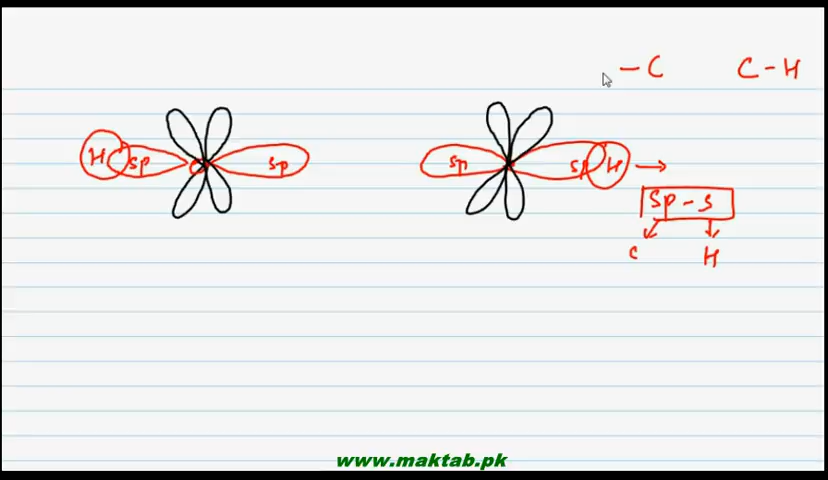 - C C - H
H sp C sp sp sp H →
sp - s
C H
www.maktab.pk